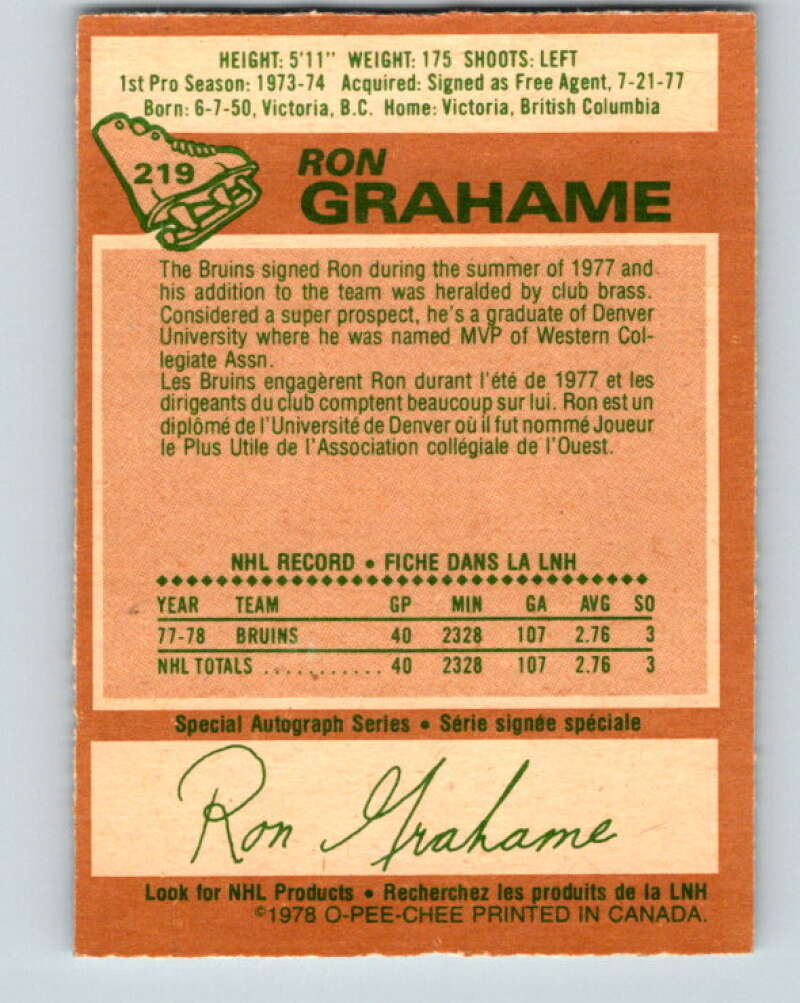 HEIGHT: 5'11" WEIGHT: 175 SHOOTS: LEFT
1st Pro Season: 1973-74 Acquired: Signed as Free Agent, 7-21-77
Born: 6-7-50, Victoria, B.C. Home: Victoria, British Columbia
219
RON
GRAHAME
The Bruins signed Ron during the summer of 1977 and
his addition to the team was heralded by club brass.
Considered a super prospect, he's a graduate of Denver
University where he was named MVP of Western Col-
legiate Assn.
Les Bruins engagèrent Ron durant l'été de 1977 et les
dirigeants du club comptent beaucoup sur lui. Ron est un
diplômé de l'Université de Denver où il fut nommé Joueur
le Plus Utile de l'Association collégiale de l'Ouest.
NHL RECORD • FICHE DANS LA LNH
YEAR TEAM GP MIN GA AVG SO
77-78 BRUINS 40 2328 107 2.76 3
NHL TOTALS ........... 40 2328 107 2.76 3
Special Autograph Series • Série signée spéciale
Ron Grahame
Look for NHL Products • Recherchez les produits de la LNH
©1978 O-PEE-CHEE PRINTED IN CANADA.